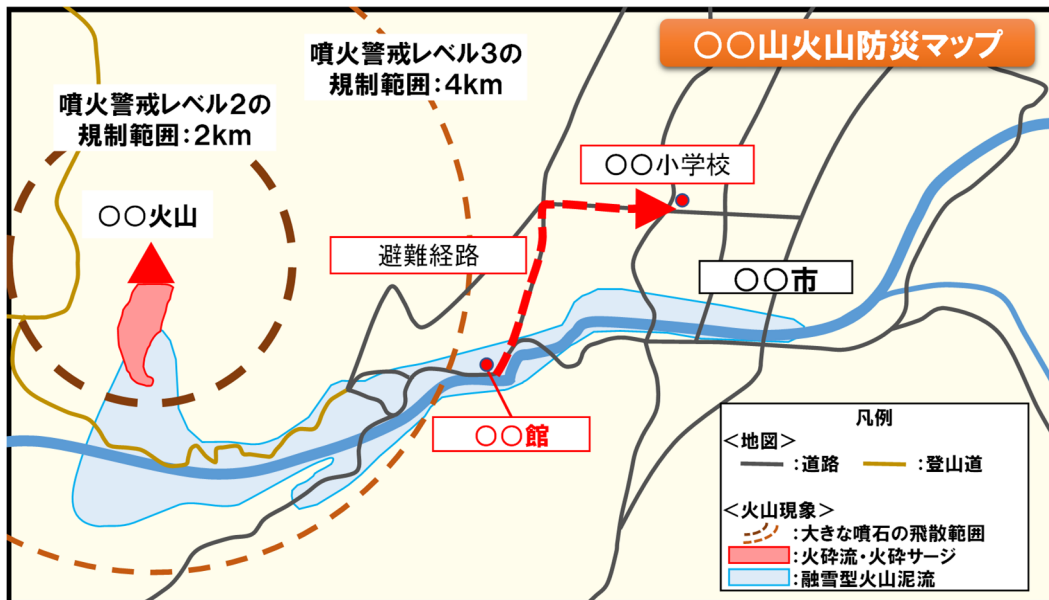 ○○山火山防災マップ
噴火警戒レベル3の
規制範囲：4km
噴火警戒レベル2の
規制範囲：2km
○○火山
○○小学校
避難経路
○○市
○○館
凡例
＜地図＞
：道路
：登山道
＜火山現象＞
：大きな噴石の飛散範囲
：火砕流・火砕サージ
：融雪型火山泥流